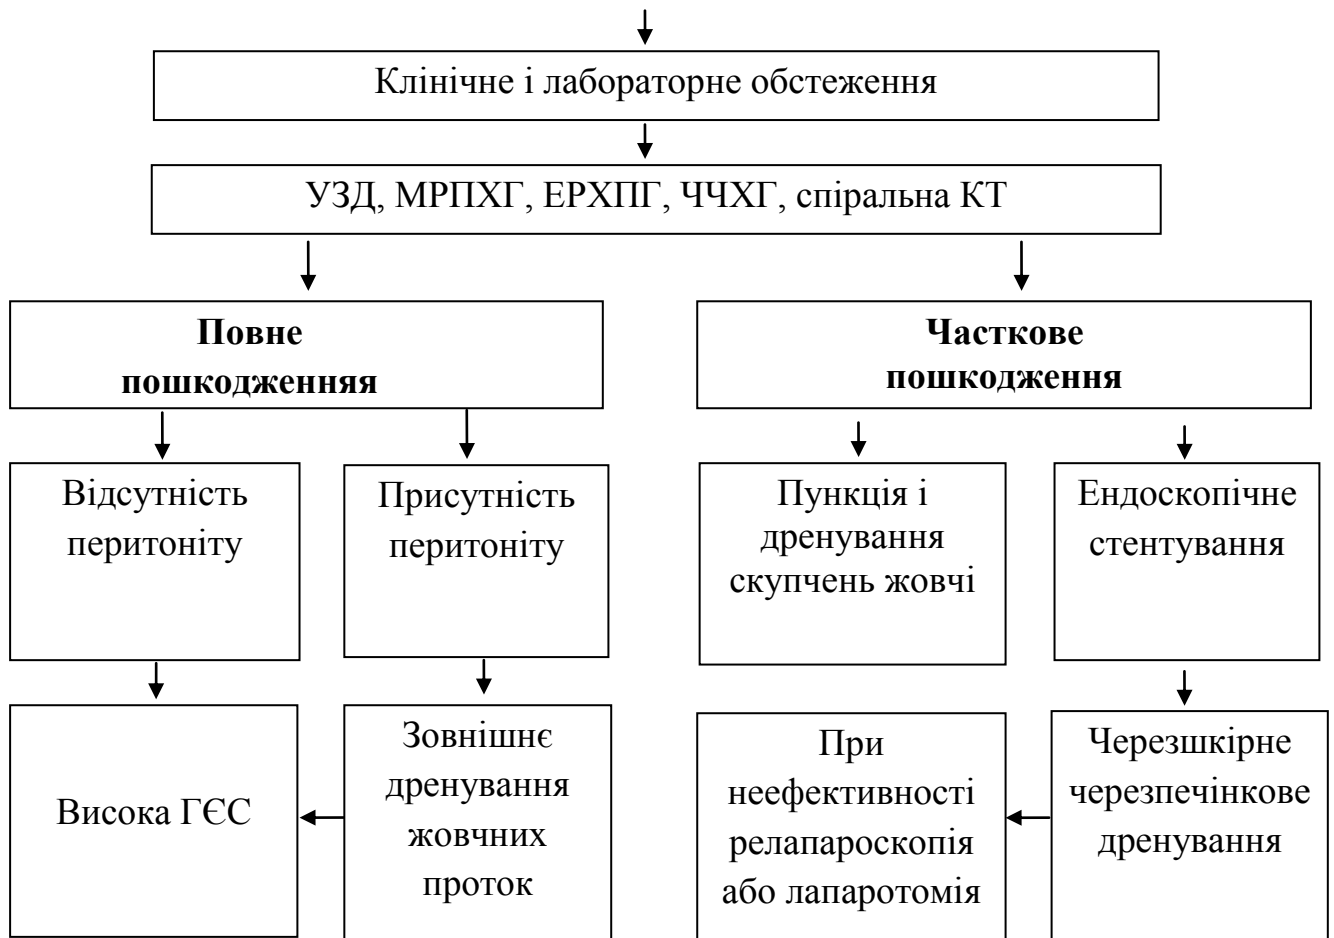 Клінічне і лабораторне обстеження
УЗД, МРПХГ, ЕРХПГ, ЧЧХГ, спіральна КТ
Повне
пошкодженняя
Часткове
пошкодження
Відсутність
перитоніту
Присутність
перитоніту
Пункція і
дренування
скупчень жовчі
Ендоскопічне
стентування
Висока ГЄС
Зовнішнє
дренування
жовчних
проток
При
неефективності
релапароскопія
або лапаротомія
Черезшкірне
черезпечінкове
дренування